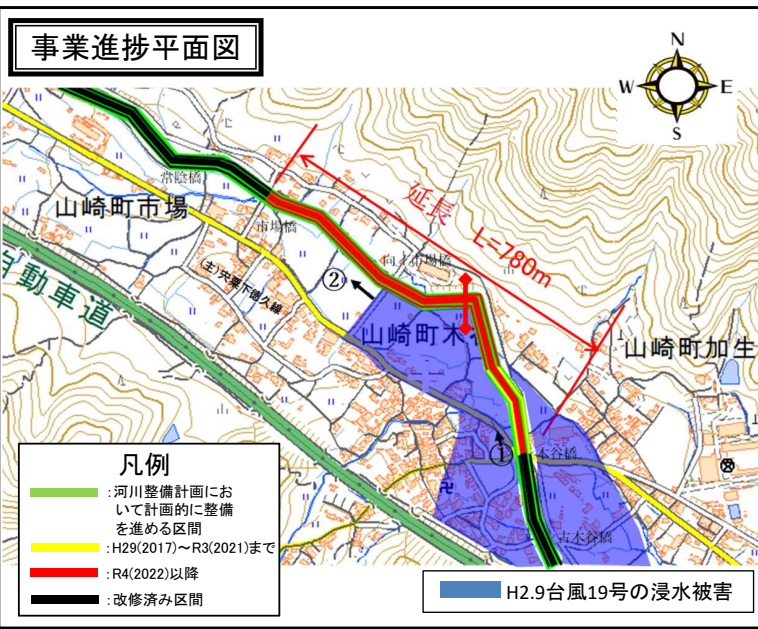 事業進捗平面図
N
W
E
S
常陰橋
山崎町市場
市場橋
延長 L=780m
(主)宍粟下徳久線
②
山崎町木谷
山崎町加生
自動車道
①
木谷橋
古木谷橋
凡例
:河川整備計画にお
いて計画的に整備
を進める区間
:H29(2017)～R3(2021)まで
:R4(2022)以降
:改修済み区間
H2.9台風19号の浸水被害